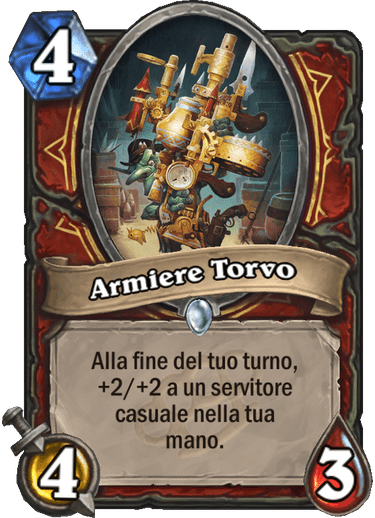 4
Armiere Torvo
Alla fine del tuo turno,
+2/+2 a un servitore
casuale nella tua
mano.
4
3